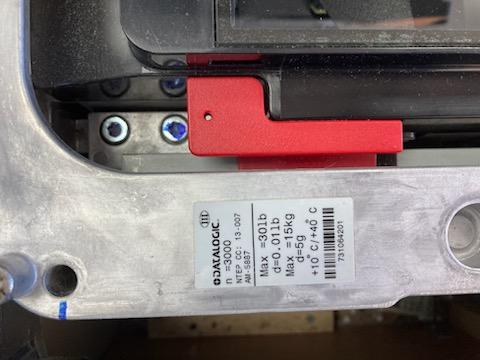 DATALOGIC
n =3000
NTEP CC: 13-007
AM-5887
Max =30lb
d=0.01lb
Max =15kg
d=5g
+10°C/+40°C
731064201